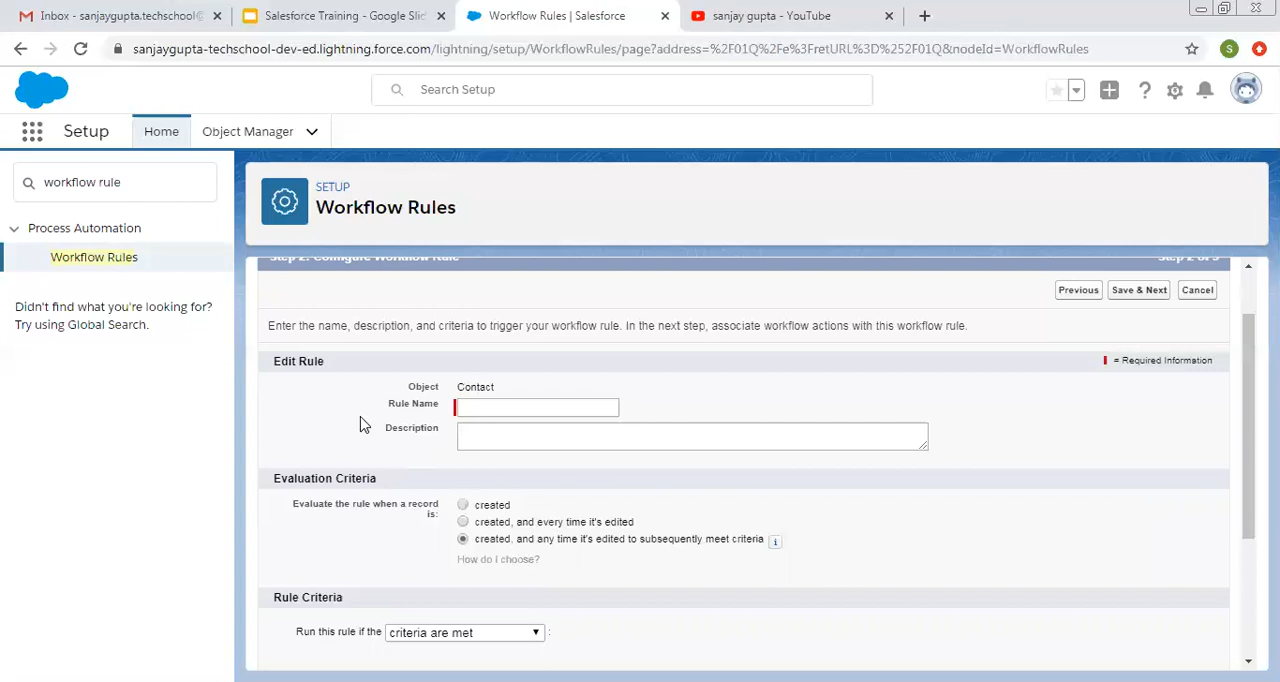 Inbox - sanjaygupta.techschool@
Salesforce Training - Google Slid
Workflow Rules | Salesforce
sanjay gupta - YouTube
sanjaygupta-techschool-dev-ed.lightning.force.com/lightning/setup/WorkflowRules/page?address=%2F01Q%2Fe%3FretURL%3D%252F01Q&nodeId=WorkflowRules
S
Search Setup
Setup
Home
Object Manager
workflow rule
Process Automation
Workflow Rules
Didn't find what you're looking for?
Try using Global Search.
SETUP
Workflow Rules
Step 2: Configure Workflow Rule
Step 2 of 3
Previous
Save & Next
Cancel
Enter the name, description, and criteria to trigger your workflow rule. In the next step, associate workflow actions with this workflow rule.
Edit Rule
= Required Information
Object
Contact
Rule Name
Description
Evaluation Criteria
Evaluate the rule when a record
is:
created
created, and every time it's edited
created, and any time it's edited to subsequently meet criteria
i
How do I choose?
Rule Criteria
Run this rule if the
criteria are met
: